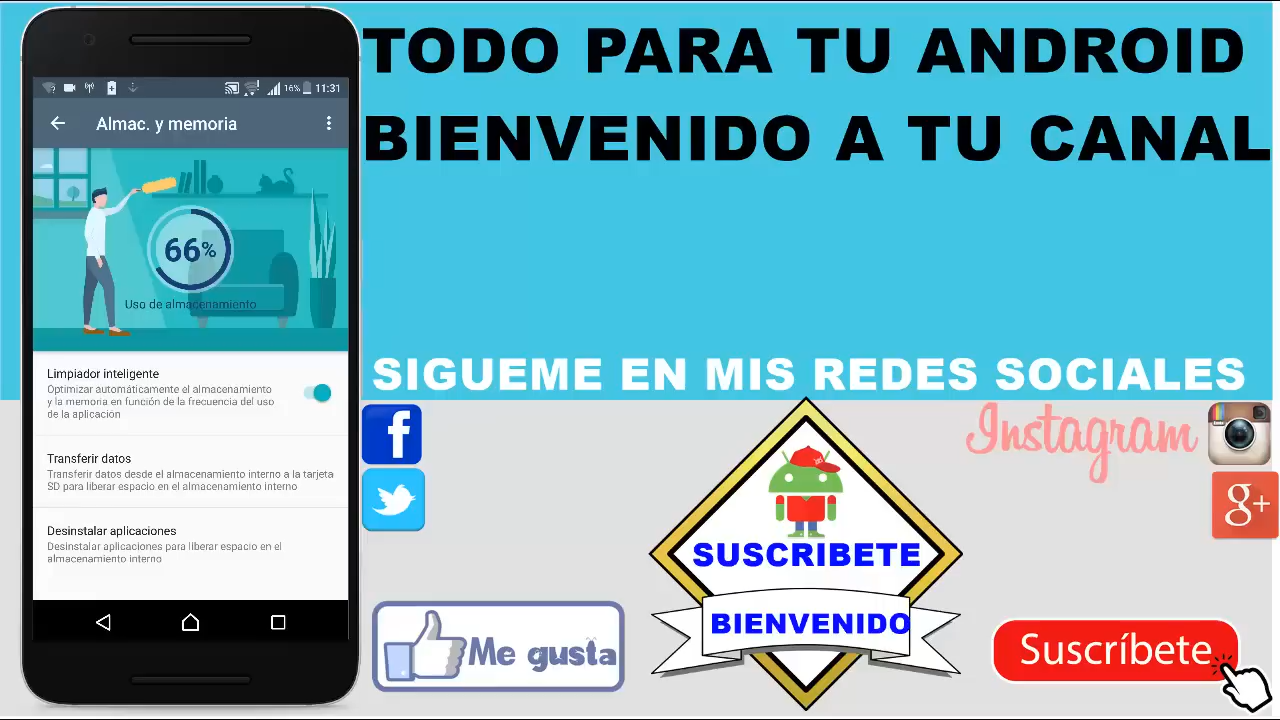 16% 11:31
Almac. y memoria
66%
Uso de almacenamiento
Limpiador inteligente
Optimizar automáticamente el almacenamiento
y la memoria en función de la frecuencia del uso
de la aplicación
Transferir datos
Transferir datos desde el almacenamiento interno a la tarjeta
SD para liberar espacio en el almacenamiento interno
Desinstalar aplicaciones
Desinstalar aplicaciones para liberar espacio en el
almacenamiento interno
TODO PARA TU ANDROID
BIENVENIDO A TU CANAL
SIGUEME EN MIS REDES SOCIALES
f
Instagram
g+
SUSCRIBETE
BIENVENIDO
Me gusta
Suscríbete